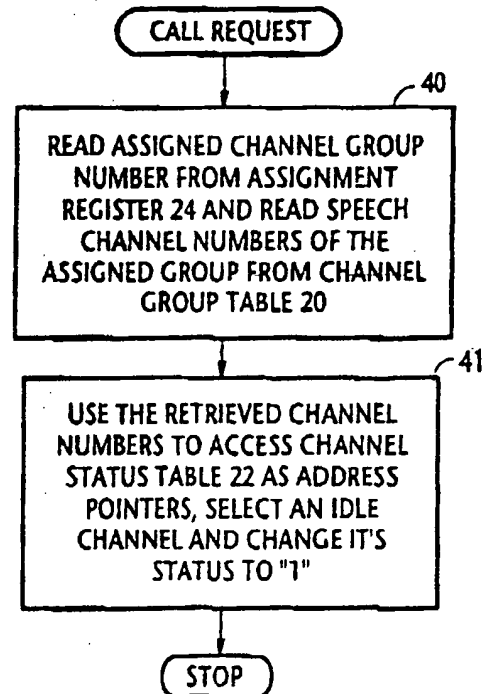 CALL REQUEST
40
READ ASSIGNED CHANNEL GROUP
NUMBER FROM ASSIGNMENT
REGISTER 24 AND READ SPEECH
CHANNEL NUMBERS OF THE
ASSIGNED GROUP FROM CHANNEL
GROUP TABLE 20
41
USE THE RETRIEVED CHANNEL
NUMBERS TO ACCESS CHANNEL
STATUS TABLE 22 AS ADDRESS
POINTERS, SELECT AN IDLE
CHANNEL AND CHANGE IT'S
STATUS TO "1"
STOP